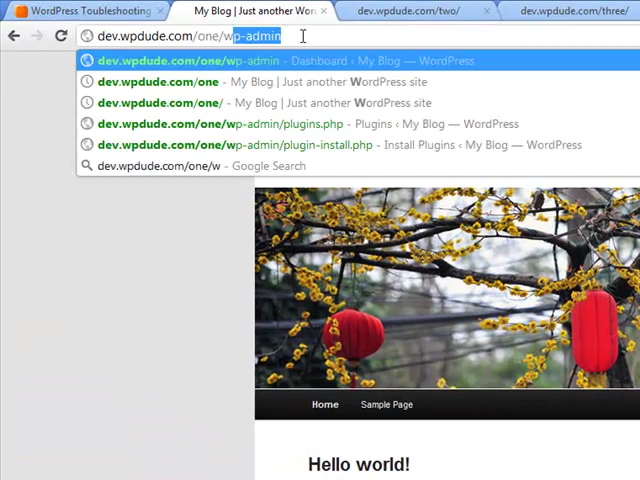 WordPress Troubleshooting
My Blog | Just another Wor
dev.wpdude.com/two/
dev.wpdude.com/three/
dev.wpdude.com/one/wp-admin
dev.wpdude.com/one/wp-admin - Dashboard ‹ My Blog — WordPress
dev.wpdude.com/one - My Blog | Just another WordPress site
dev.wpdude.com/one/ - My Blog | Just another WordPress site
dev.wpdude.com/one/wp-admin/plugins.php - Plugins ‹ My Blog — WordPress
dev.wpdude.com/one/wp-admin/plugin-install.php - Install Plugins ‹ My Blog — WordPress
dev.wpdude.com/one/w - Google Search
Home Sample Page
Hello world!